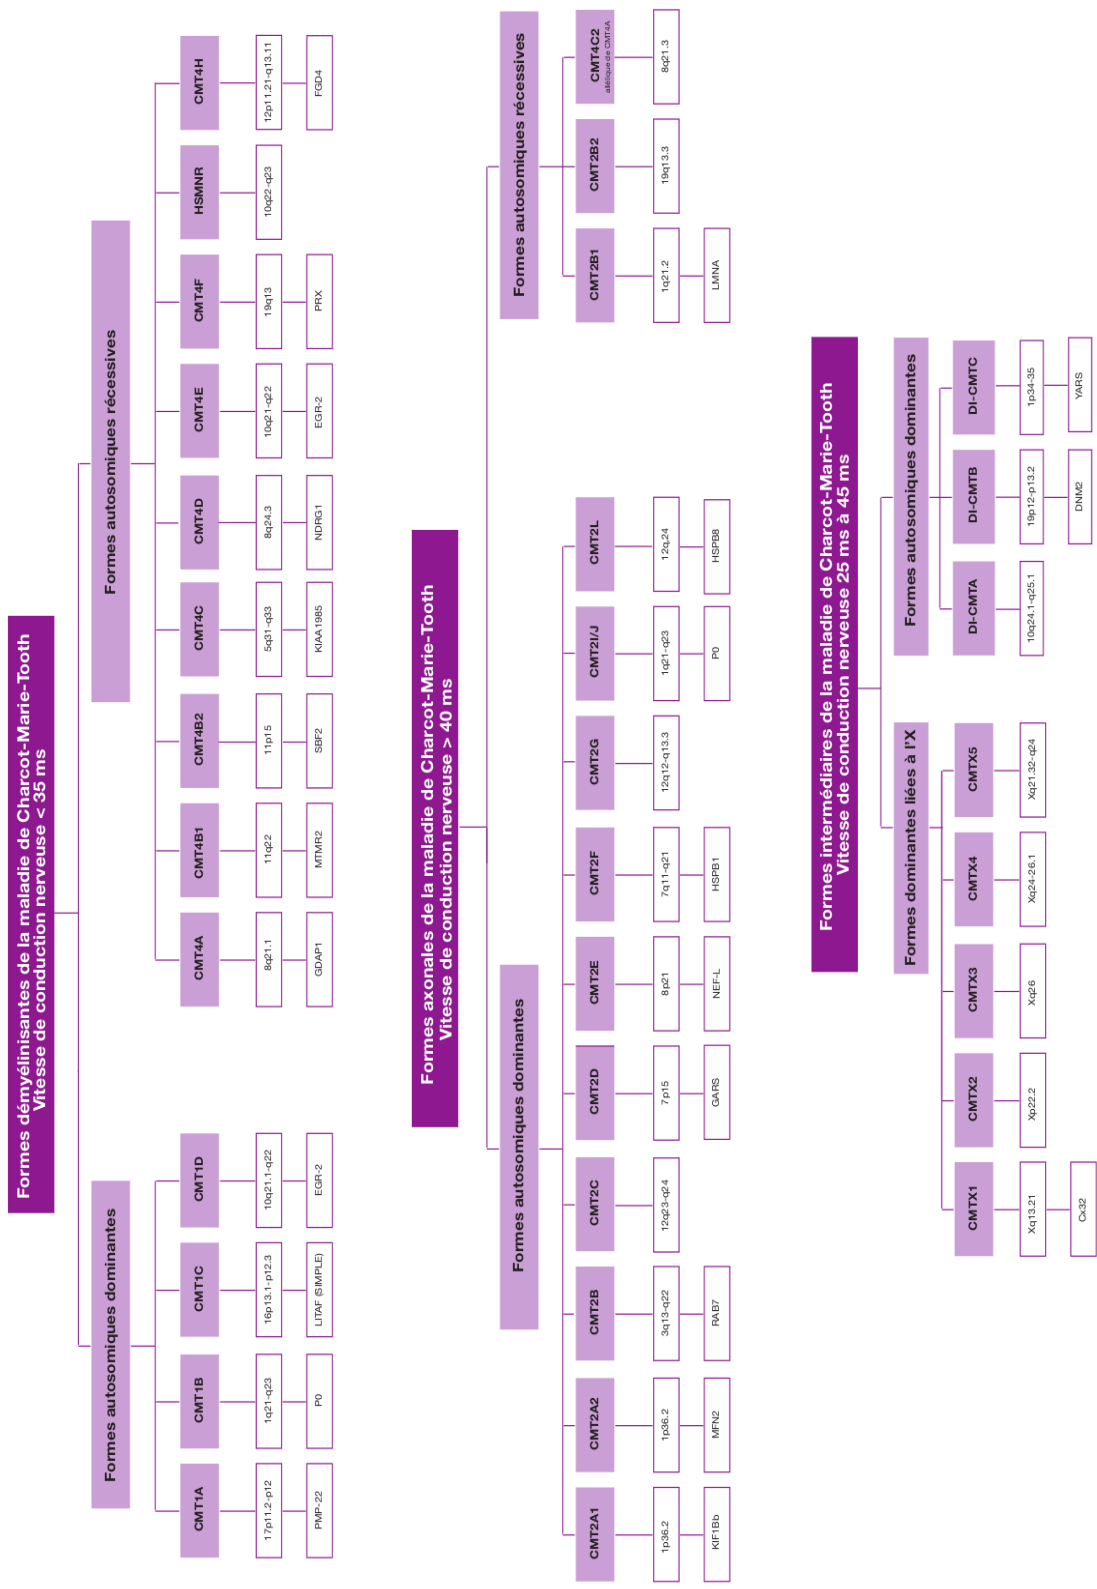 Formes démyélinisantes de la maladie de Charcot-Marie-Tooth
Vitesse de conduction nerveuse < 35 ms
Formes autosomiques dominantes
CMT1A
17p11.2-p12
PMP-22
CMT1B
1q21-q23
P0
CMT1C
16p13.1-p12.3
LITAF (SIMPLE)
CMT1D
10q21.1-q22
EGR-2
Formes autosomiques récessives
CMT4A
8q21.1
GDAP1
CMT4B1
11q22
MTMR2
CMT4B2
11p15
SBF2
CMT4C
5q31-q33
KIAA1985
CMT4D
8q24.3
NDRG1
CMT4E
10q21-q22
EGR-2
CMT4F
19q13
PRX
HSMNR
10q22-q23
CMT4H
12p11.21-q13.11
FGD4
Formes axonales de la maladie de Charcot-Marie-Tooth
Vitesse de conduction nerveuse > 40 ms
Formes autosomiques dominantes
CMT2A1
1p36.2
KIF1Bb
CMT2A2
1p36.2
MFN2
CMT2B
3q13-q22
RAB7
CMT2C
12q23-q24
CMT2D
7p15
GARS
CMT2E
8p21
NEF-L
CMT2F
7q11-q21
HSPB1
CMT2G
12q12-q13.3
CMT2I/J
1q21-q23
P0
CMT2L
12q,24
HSPB8
Formes autosomiques récessives
CMT2B1
1q21.2
LMNA
CMT2B2
19q13.3
CMT4C2
allélique de CMT4A
8q21.3
Formes intermédiaires de la maladie de Charcot-Marie-Tooth
Vitesse de conduction nerveuse 25 ms à 45 ms
Formes dominantes liées à l'X
CMTX1
Xq13.21
Cx32
CMTX2
Xp22.2
CMTX3
Xq26
CMTX4
Xq24-26.1
CMTX5
Xq21.32-q24
Formes autosomiques dominantes
DI-CMTA
10q24.1-q25.1
DI-CMTB
19p12-p13.2
DNM2
DI-CMTC
1p34-35
YARS